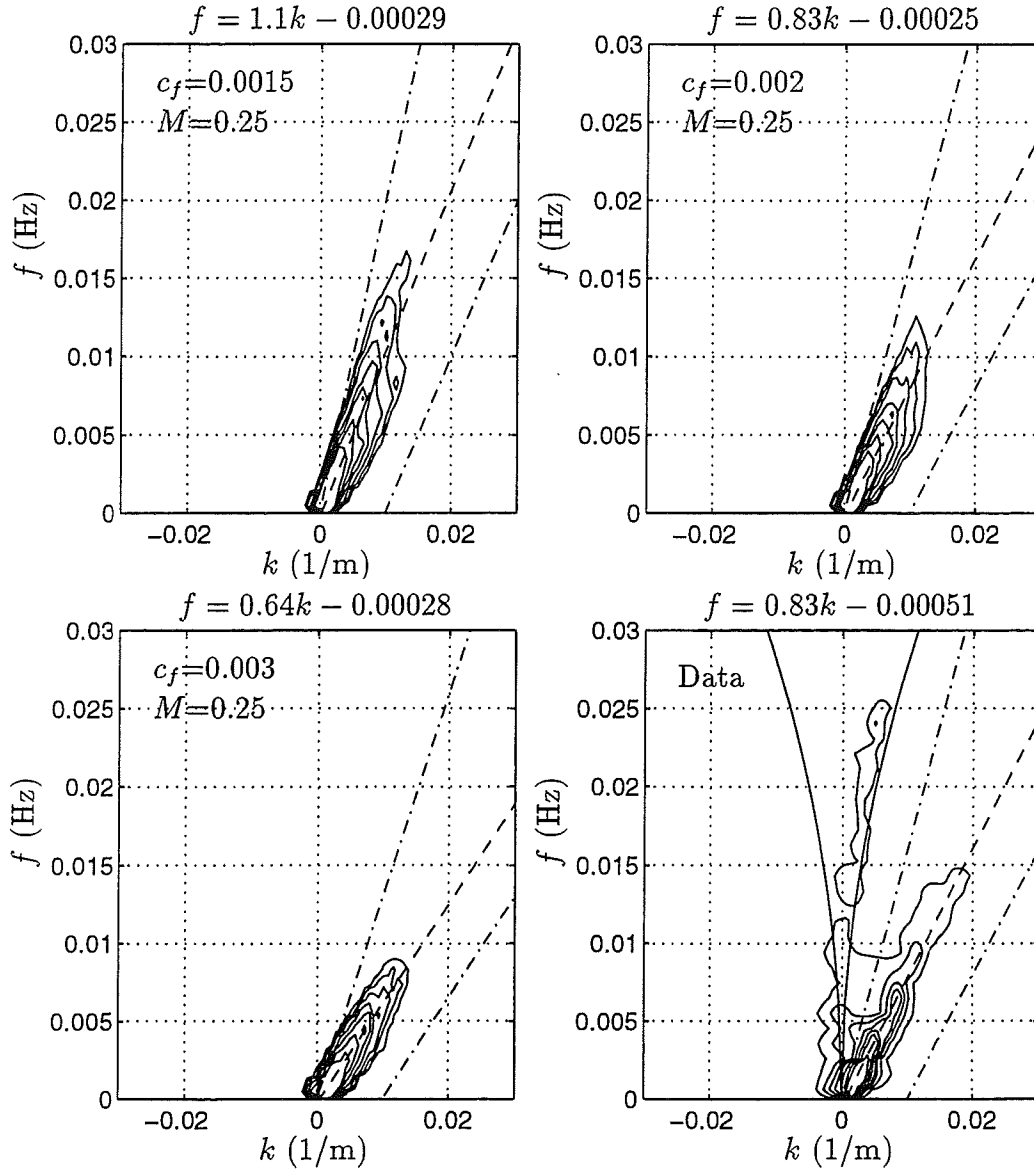 f = 1.1k − 0.00029
f = 0.83k − 0.00025
c_f=0.0015
M=0.25
0.03
0.025
0.02
0.015
0.01
0.005
0
f (Hz)
−0.02
0
0.02
k (1/m)
c_f=0.002
M=0.25
0.03
0.025
0.02
0.015
0.01
0.005
0
f (Hz)
−0.02
0
0.02
k (1/m)
f = 0.64k − 0.00028
f = 0.83k − 0.00051
c_f=0.003
M=0.25
0.03
0.025
0.02
0.015
0.01
0.005
0
f (Hz)
−0.02
0
0.02
k (1/m)
Data
0.03
0.025
0.02
0.015
0.01
0.005
0
f (Hz)
−0.02
0
0.02
k (1/m)